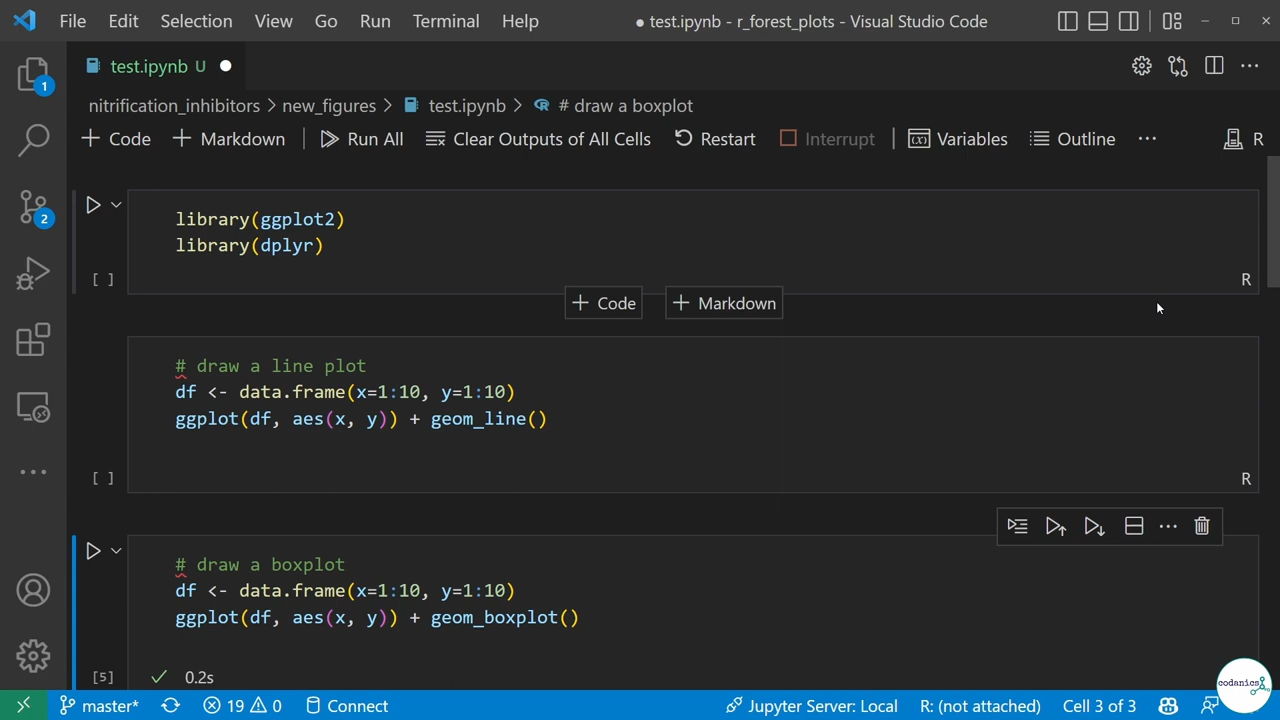 File Edit Selection View Go Run Terminal Help ● test.ipynb - r_forest_plots - Visual Studio Code
1
test.ipynb U
nitrification_inhibitors > new_figures > test.ipynb > # draw a boxplot
+ Code + Markdown Run All Clear Outputs of All Cells Restart Interrupt Variables Outline ... R
2
library(ggplot2)
library(dplyr)
[ ] R
+ Code + Markdown
# draw a line plot
df <- data.frame(x=1:10, y=1:10)
ggplot(df, aes(x, y)) + geom_line()
[ ] R
# draw a boxplot
df <- data.frame(x=1:10, y=1:10)
ggplot(df, aes(x, y)) + geom_boxplot()
[5] ✓ 0.2s
codanics
master* 19 0 Connect Jupyter Server: Local R: (not attached) Cell 3 of 3